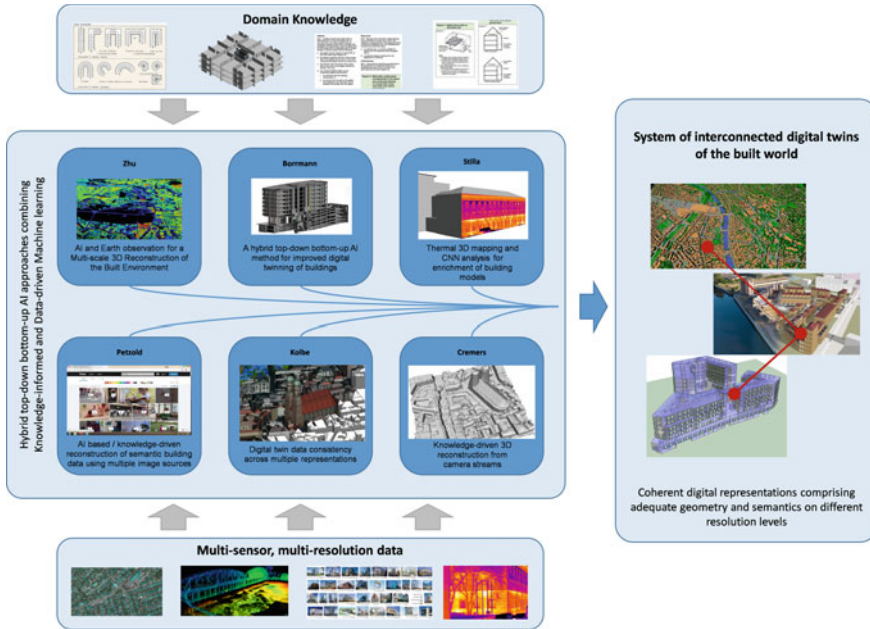 Domain Knowledge
Hybrid top-down bottom-up AI approaches combining
Knowledge-informed and Data-driven Machine learning
Zhu
AI and Earth observation for a
Multi-scale 3D Reconstruction of
the Built Environment
Borrmann
A hybrid top-down bottom-up AI
method for improved digital
twinning of buildings
Stilla
Thermal 3D mapping and
CNN analysis for
enrichment of building
models
Petzold
AI based / knowledge-driven
reconstruction of semantic building
data using multiple image sources
Kolbe
Digital twin data consistency
across multiple representations
Cremers
Knowledge-driven 3D
reconstruction from
camera streams
Multi-sensor, multi-resolution data
System of interconnected digital twins
of the built world
Coherent digital representations comprising
adequate geometry and semantics on different
resolution levels